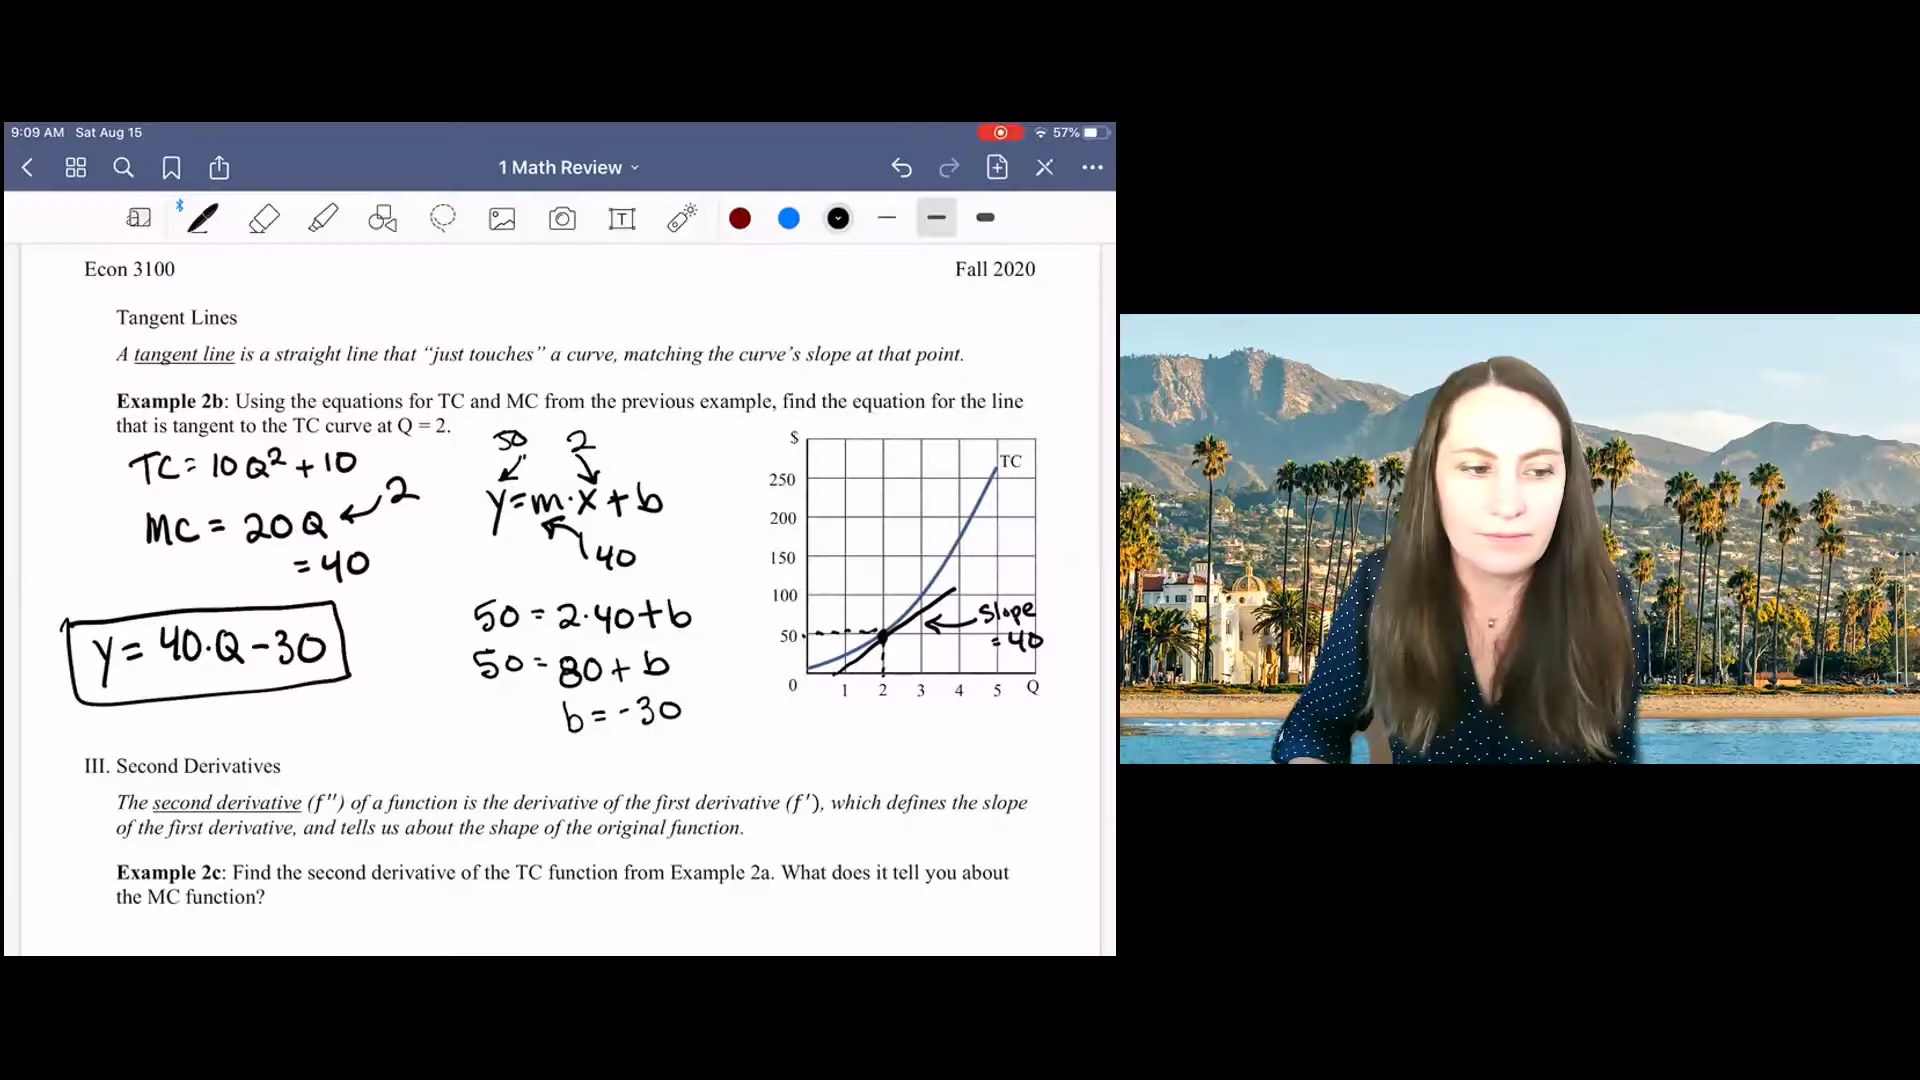 9:09 AM Sat Aug 15
57%
1 Math Review
T
Econ 3100
Fall 2020
Tangent Lines
A tangent line is a straight line that “just touches” a curve, matching the curve’s slope at that point.
Example 2b: Using the equations for TC and MC from the previous example, find the equation for the line
that is tangent to the TC curve at Q = 2.
TC = 10Q² + 10
2
MC = 20Q
= 40
y = 40·Q - 30
50 2
y = m·x + b
40
50 = 2·40 + b
50 = 80 + b
b = -30
$
TC
250
200
150
100
50
0
1 2 3 4 5 Q
slope
= 40
III. Second Derivatives
The second derivative (f″) of a function is the derivative of the first derivative (f′), which defines the slope
of the first derivative, and tells us about the shape of the original function.
Example 2c: Find the second derivative of the TC function from Example 2a. What does it tell you about
the MC function?